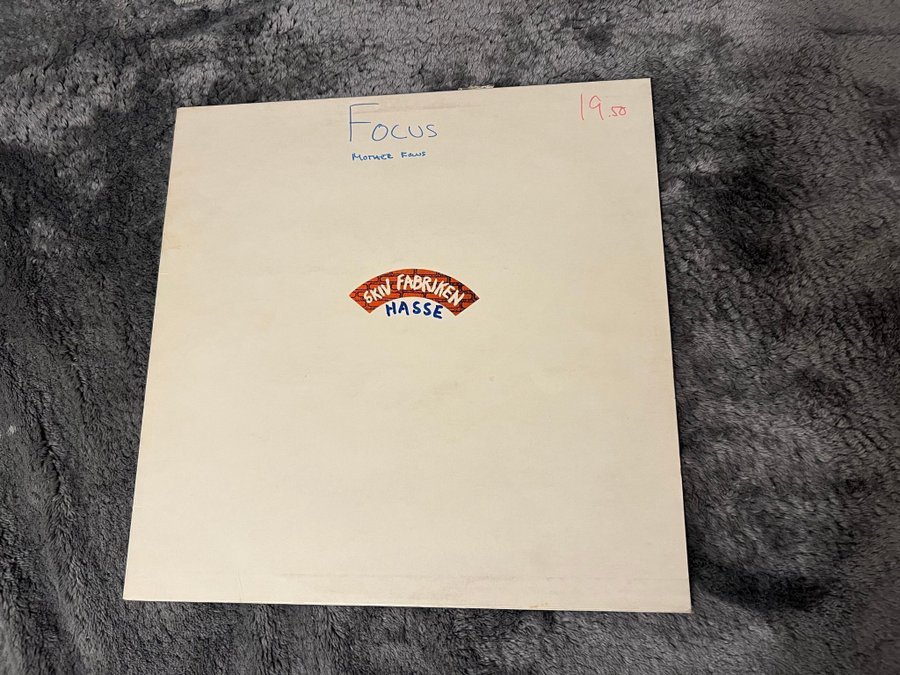 Focus
19.50
Mother Focus
SKIV FABRIKEN
HASSE